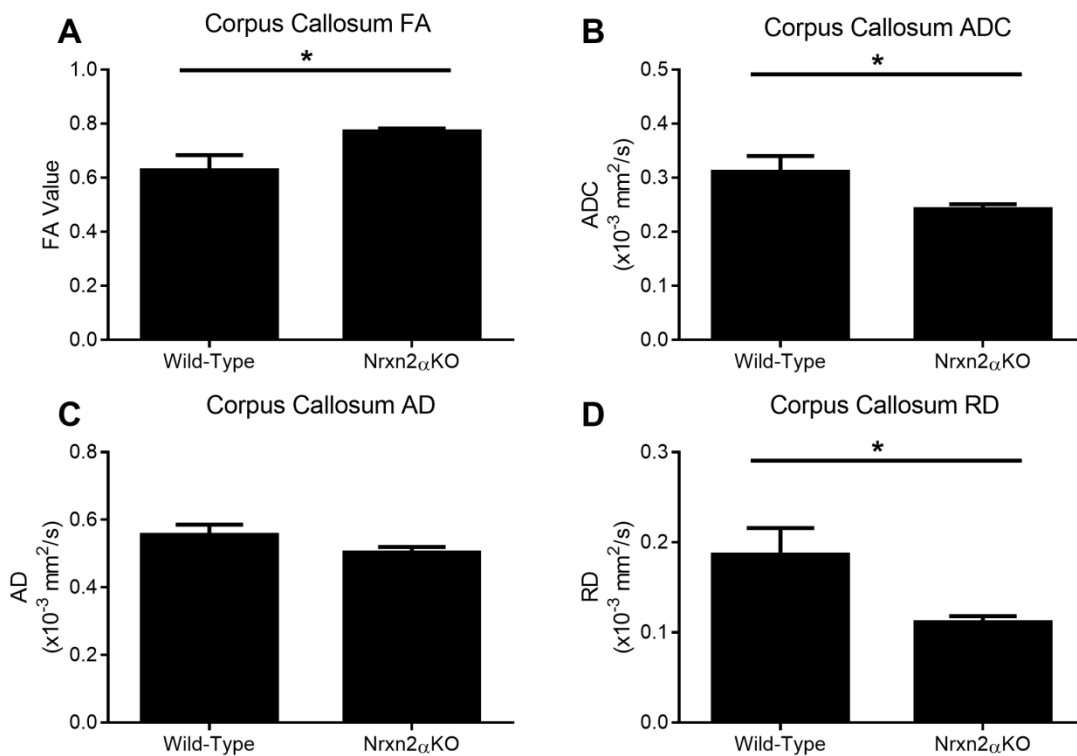 A
Corpus Callosum FA
*
FA Value
1.0
0.8
0.6
0.4
0.2
0.0
Wild-Type
Nrxn2αKO
B
Corpus Callosum ADC
*
ADC
(x10⁻³ mm²/s)
0.5
0.4
0.3
0.2
0.1
0.0
Wild-Type
Nrxn2αKO
C
Corpus Callosum AD
AD
(x10⁻³ mm²/s)
0.8
0.6
0.4
0.2
0.0
Wild-Type
Nrxn2αKO
D
Corpus Callosum RD
*
RD
(x10⁻³ mm²/s)
0.3
0.2
0.1
0.0
Wild-Type
Nrxn2αKO